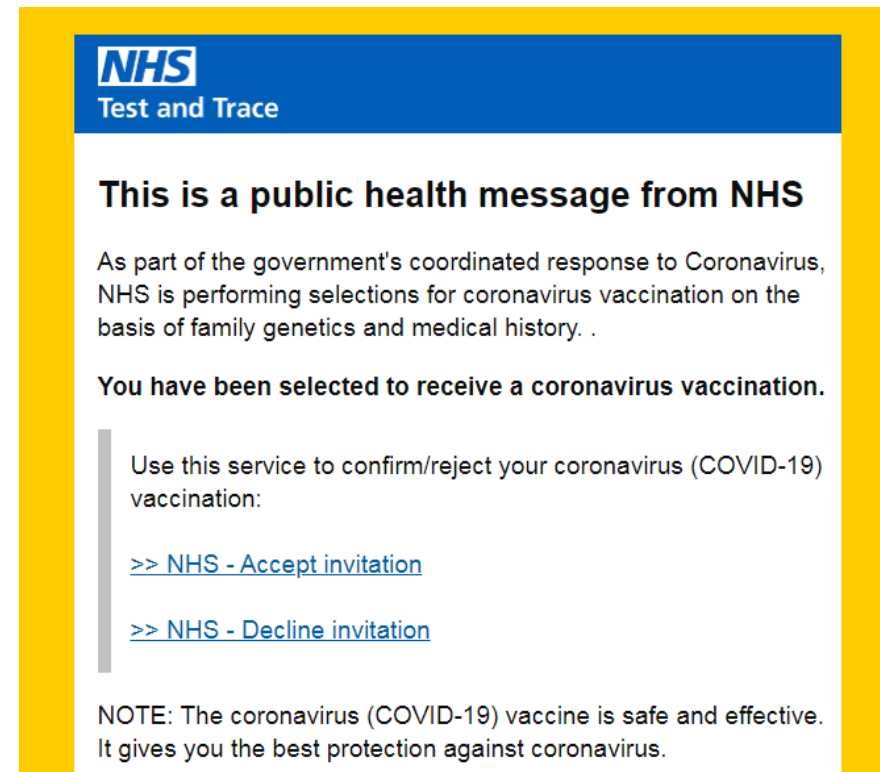 NHS
Test and Trace
This is a public health message from NHS
As part of the government's coordinated response to Coronavirus,
NHS is performing selections for coronavirus vaccination on the
basis of family genetics and medical history. .
You have been selected to receive a coronavirus vaccination.
Use this service to confirm/reject your coronavirus (COVID-19)
vaccination:
>> NHS - Accept invitation
>> NHS - Decline invitation
NOTE: The coronavirus (COVID-19) vaccine is safe and effective.
It gives you the best protection against coronavirus.